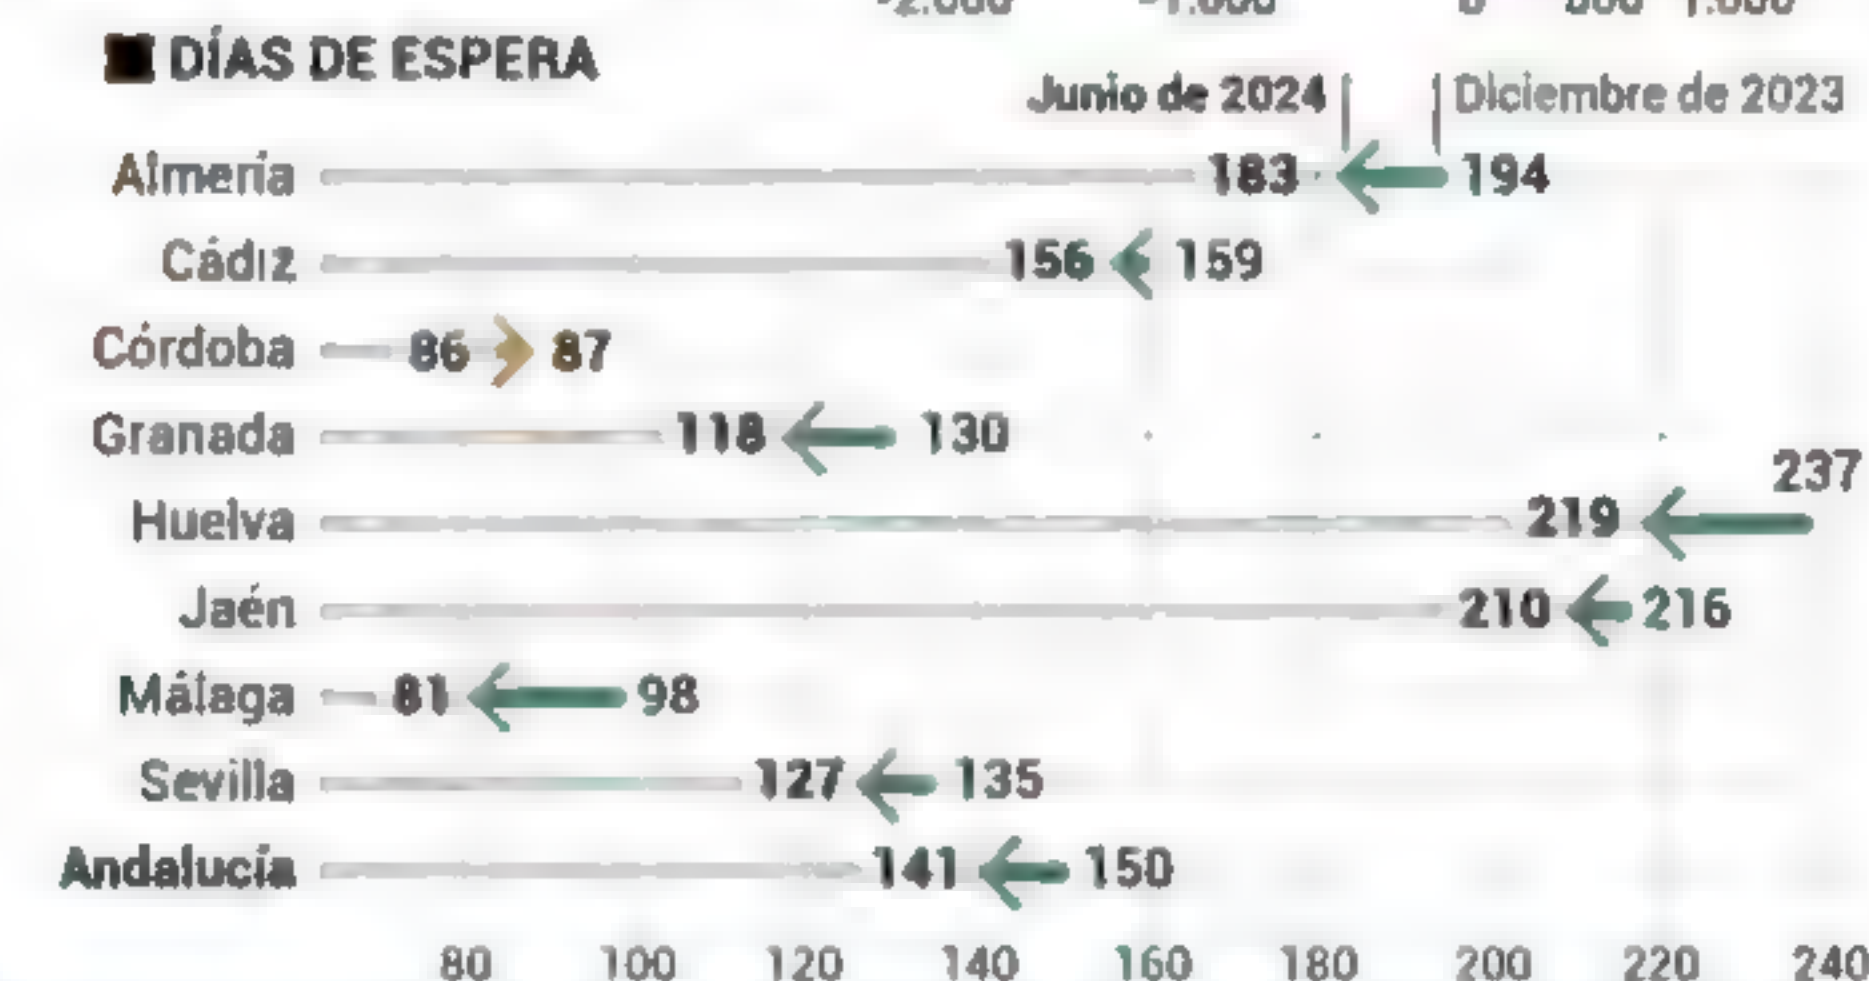 DÍAS DE ESPERA
Junio de 2024 Diciembre de 2023
Almería 183 194
Cádiz 156 159
Córdoba 86 87
Granada 118 130
Huelva 219 237
Jaén 210 216
Málaga 81 98
Sevilla 127 135
Andalucía 141 150
80 100 120 140 160 180 200 220 240